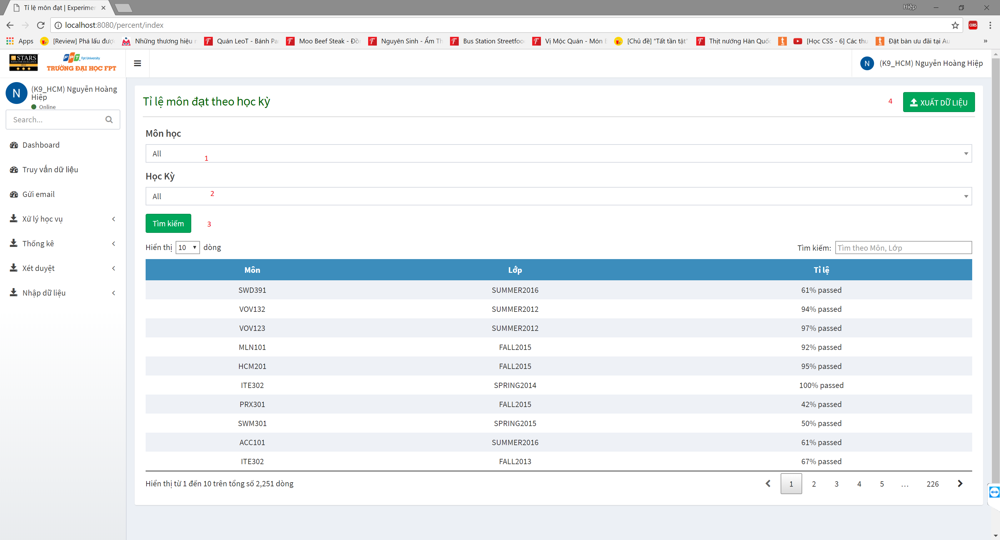 Tỉ lệ môn đạt | Experimer
Hiệp
localhost:8080/percent/index
CORS
Apps
[Review] Phá lấu đượ
Những thương hiệu
Quán LeoT - Bánh Pa
Moo Beef Steak - Đồ
Nguyên Sinh - Ẩm Th
Bus Station Streetfoo
Vị Mộc Quán - Món
[Chủ đề] “Tất tần tật”
Thịt nướng Hàn Quốc
[Học CSS - 6] Các thu
Đặt bàn ưu đãi tại Au
»
STARS
RATED FOR EXCELLENCE
2012
FPT. Fpt University
TRƯỜNG ĐẠI HỌC FPT
N (K9_HCM) Nguyễn Hoàng Hiệp
N (K9_HCM) Nguyễn Hoàng
Hiệp
Online
Search...
Dashboard
Truy vấn dữ liệu
Gửi email
Xử lý học vụ
Thống kê
Xét duyệt
Nhập dữ liệu
Tỉ lệ môn đạt theo học kỳ
4
XUẤT DỮ LIỆU
Môn học
All
1
Học Kỳ
All
2
Tìm kiếm
3
Hiển thị 10 dòng
Tìm kiếm: Tìm theo Môn, Lớp
Môn Lớp Tỉ lệ
SWD391 SUMMER2016 61% passed
VOV132 SUMMER2012 94% passed
VOV123 SUMMER2012 97% passed
MLN101 FALL2015 92% passed
HCM201 FALL2015 95% passed
ITE302 SPRING2014 100% passed
PRX301 FALL2015 42% passed
SWM301 SPRING2015 50% passed
ACC101 SUMMER2016 61% passed
ITE302 FALL2013 67% passed
Hiển thị từ 1 đến 10 trên tổng số 2,251 dòng
1 2 3 4 5 ... 226